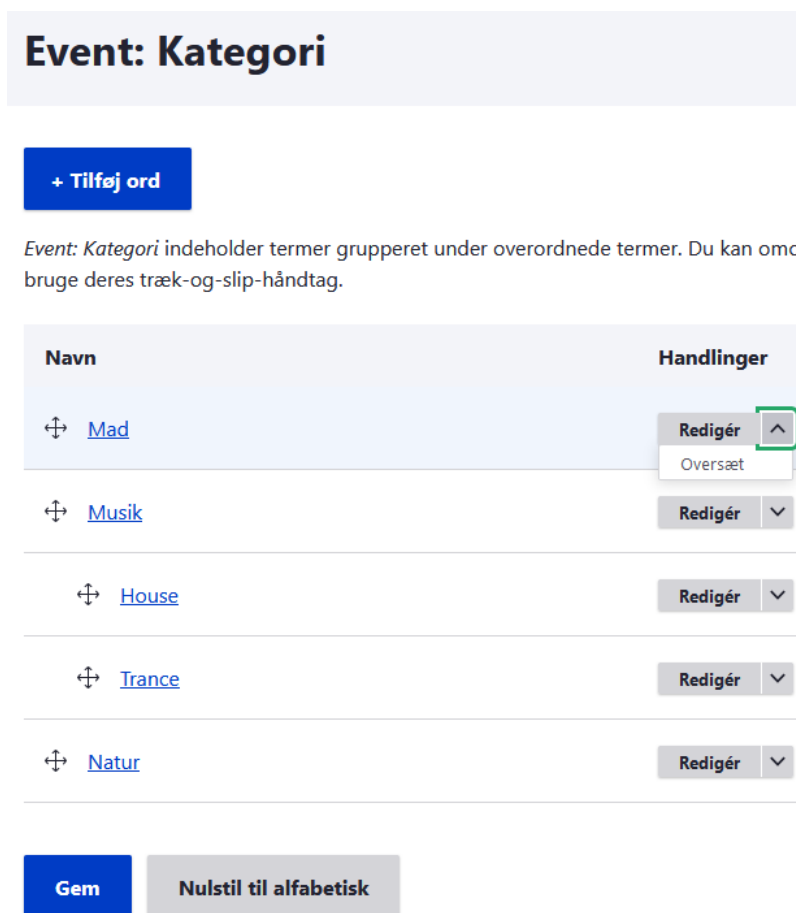 Event: Kategori
+ Tilføj ord
Event: Kategori indeholder termer grupperet under overordnede termer. Du kan
bruge deres træk-og-slip-håndtag.
Navn Handlinger
Mad Redigér
Oversæt
Musik Redigér
House Redigér
Trance Redigér
Natur Redigér
Gem Nulstil til alfabetisk